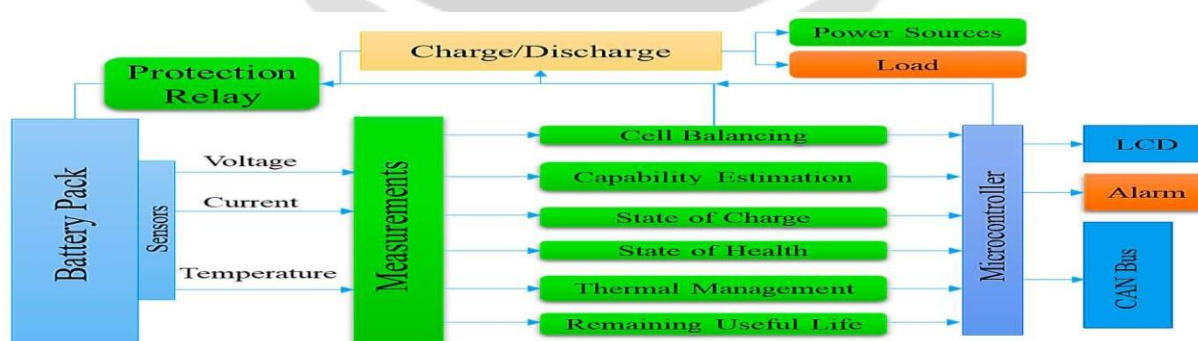 Power Sources
Charge/Discharge
Load
Protection
Relay
Battery Pack
Sensors
Voltage
Current
Temperature
Measurements
Cell Balancing
Capability Estimation
State of Charge
State of Health
Thermal Management
Remaining Useful Life
Microcontroller
LCD
Alarm
CAN Bus